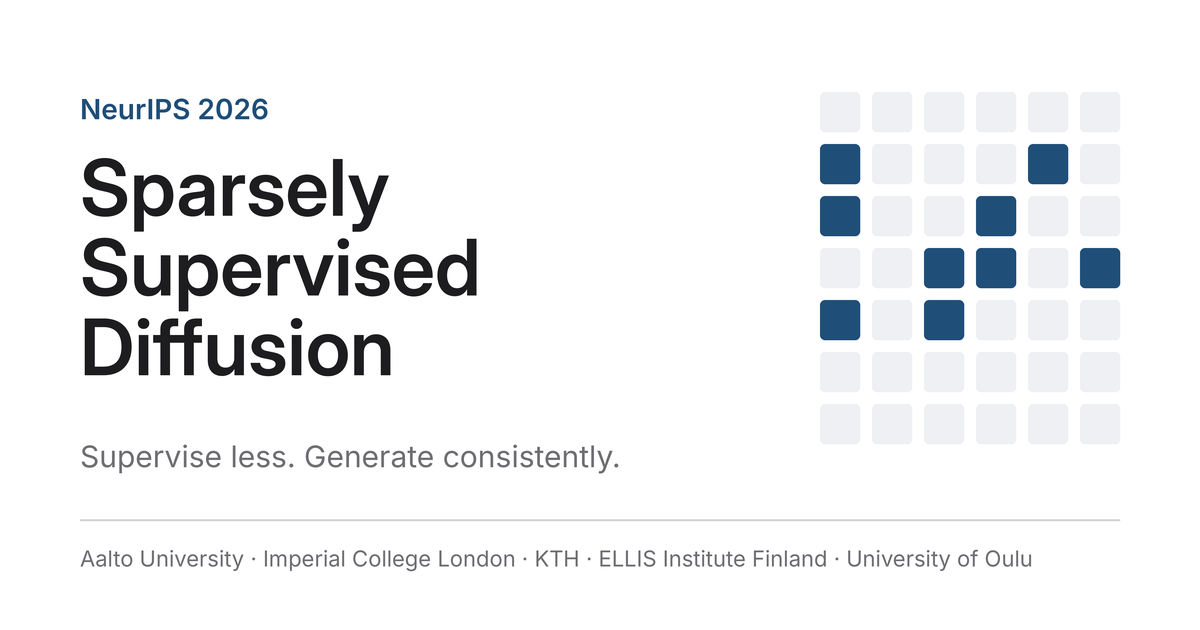 NeurIPS 2026
Sparsely
Supervised
Diffusion
Supervise less. Generate consistently.
Aalto University · Imperial College London · KTH · ELLIS Institute Finland · University of Oulu